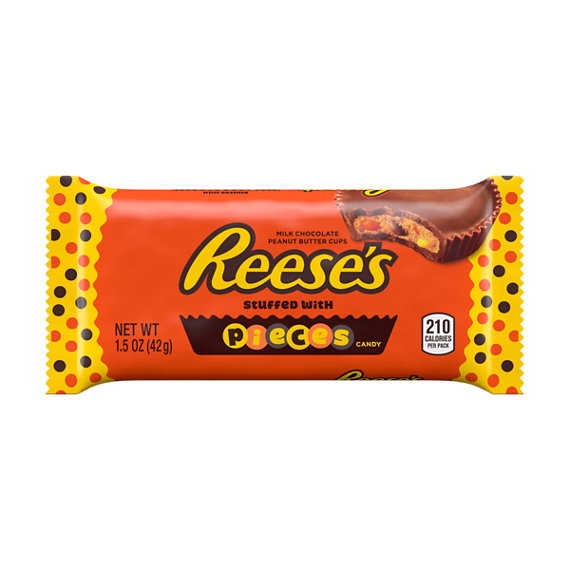 MILK CHOCOLATE
PEANUT BUTTER CUPS
REESE'S
STUFFED WITH
PIECES CANDY
NET WT
1.5 OZ (42g)
210
CALORIES
PER PACK